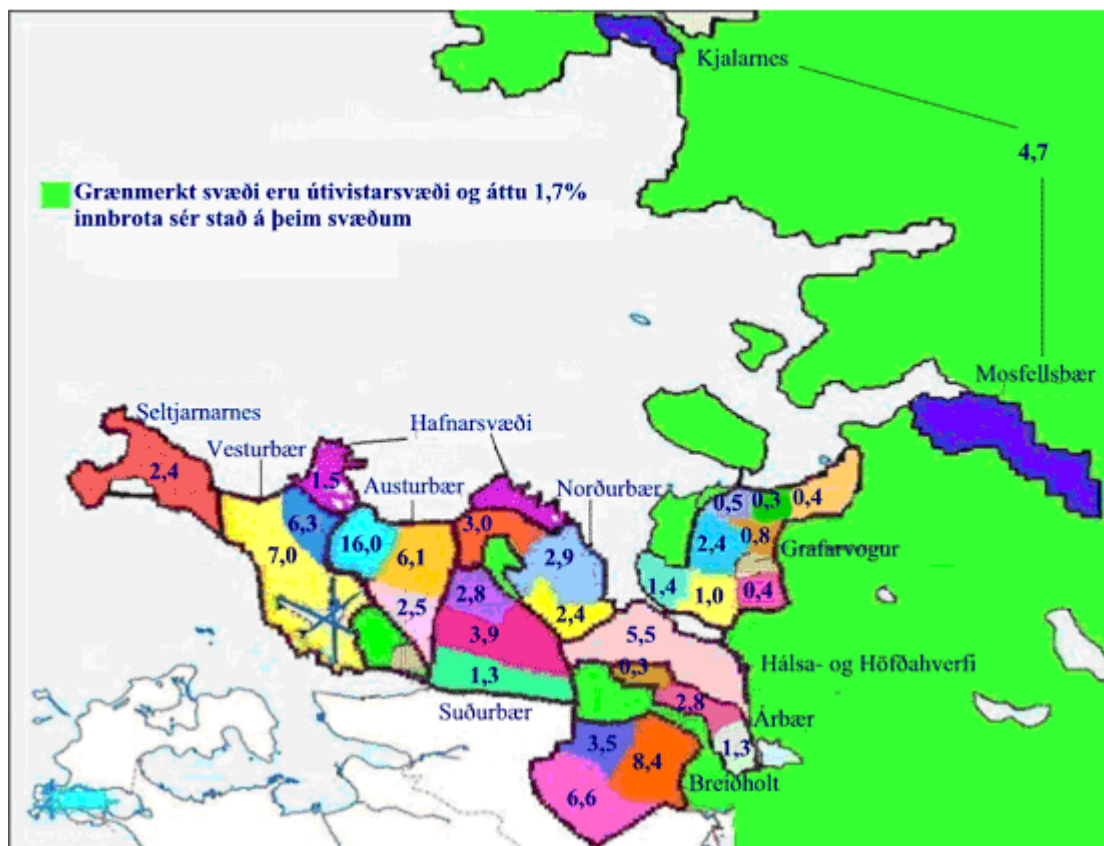 Kjalarnes
4,7
Grænmerkt svæði eru útivistarsvæði og áttu 1,7%
innbrota sér stað á þeim svæðum
Mosfellsbær
Seltjarnarnes
Hafnarsvæði
Vesturbær
Austurbær
Norðurbær
2,4
1.5
0,5
0,3
0,4
6,3
3,0
16,0
6,1
2,9
2,4
0,8
Grafarvogur
7,0
2,8
1,4
1,0
0,4
2,5
2,4
3,9
5,5
0,3
Hálsa- og Höfðahverfi
1,3
2,8
Suðurbær
Árbær
3,5
8,4
1,3
Breiðholt
6,6